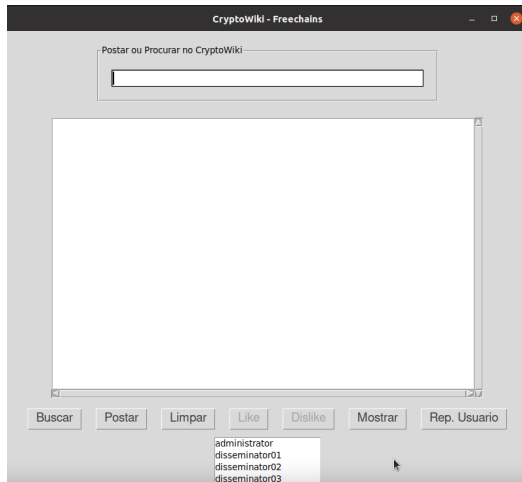 CryptoWiki - Freechains
Postar ou Procurar no CryptoWiki
Buscar Postar Limpar Like Dislike Mostrar Rep. Usuario
administrator
disseminator01
disseminator02
disseminator03